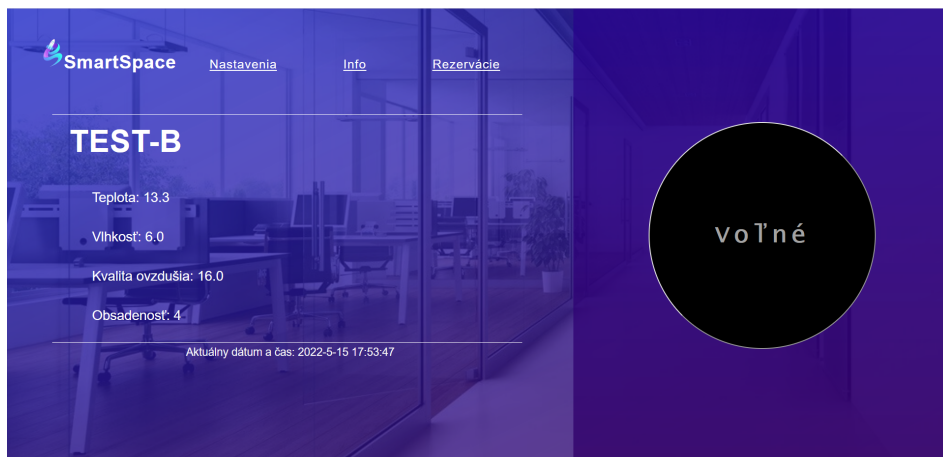 SmartSpace Nastavenia Info Rezervácie
TEST-B
Teplota: 13.3
Vlhkosť: 6.0
Kvalita ovzdušia: 16.0
Obsadenosť: 4
Aktuálny dátum a čas: 2022-5-15 17:53:47
voľné